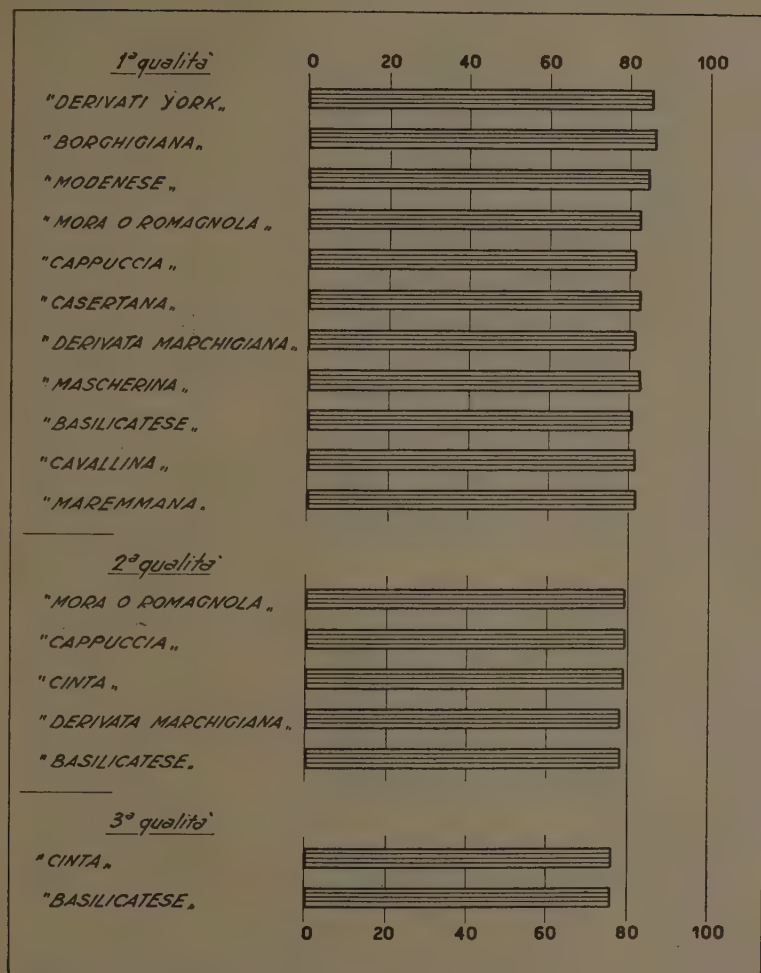 1ª qualità
0 20 40 60 80 100
"DERIVATI YORK„
"BORGHIGIANA„
"MODENESE„
"MORA O ROMAGNOLA„
"CAPPUCCIA„
"CASERTANA„
"DERIVATA MARCHIGIANA„
"MASCHERINA„
"BASILICATESE„
"CAVALLINA„
"MAREMMANA„
2ª qualità
"MORA O ROMAGNOLA„
"CAPPUCCIA„
"CINTA„
"DERIVATA MARCHIGIANA„
"BASILICATESE„
3ª qualità
"CINTA„
"BASILICATESE„
0 20 40 60 80 100